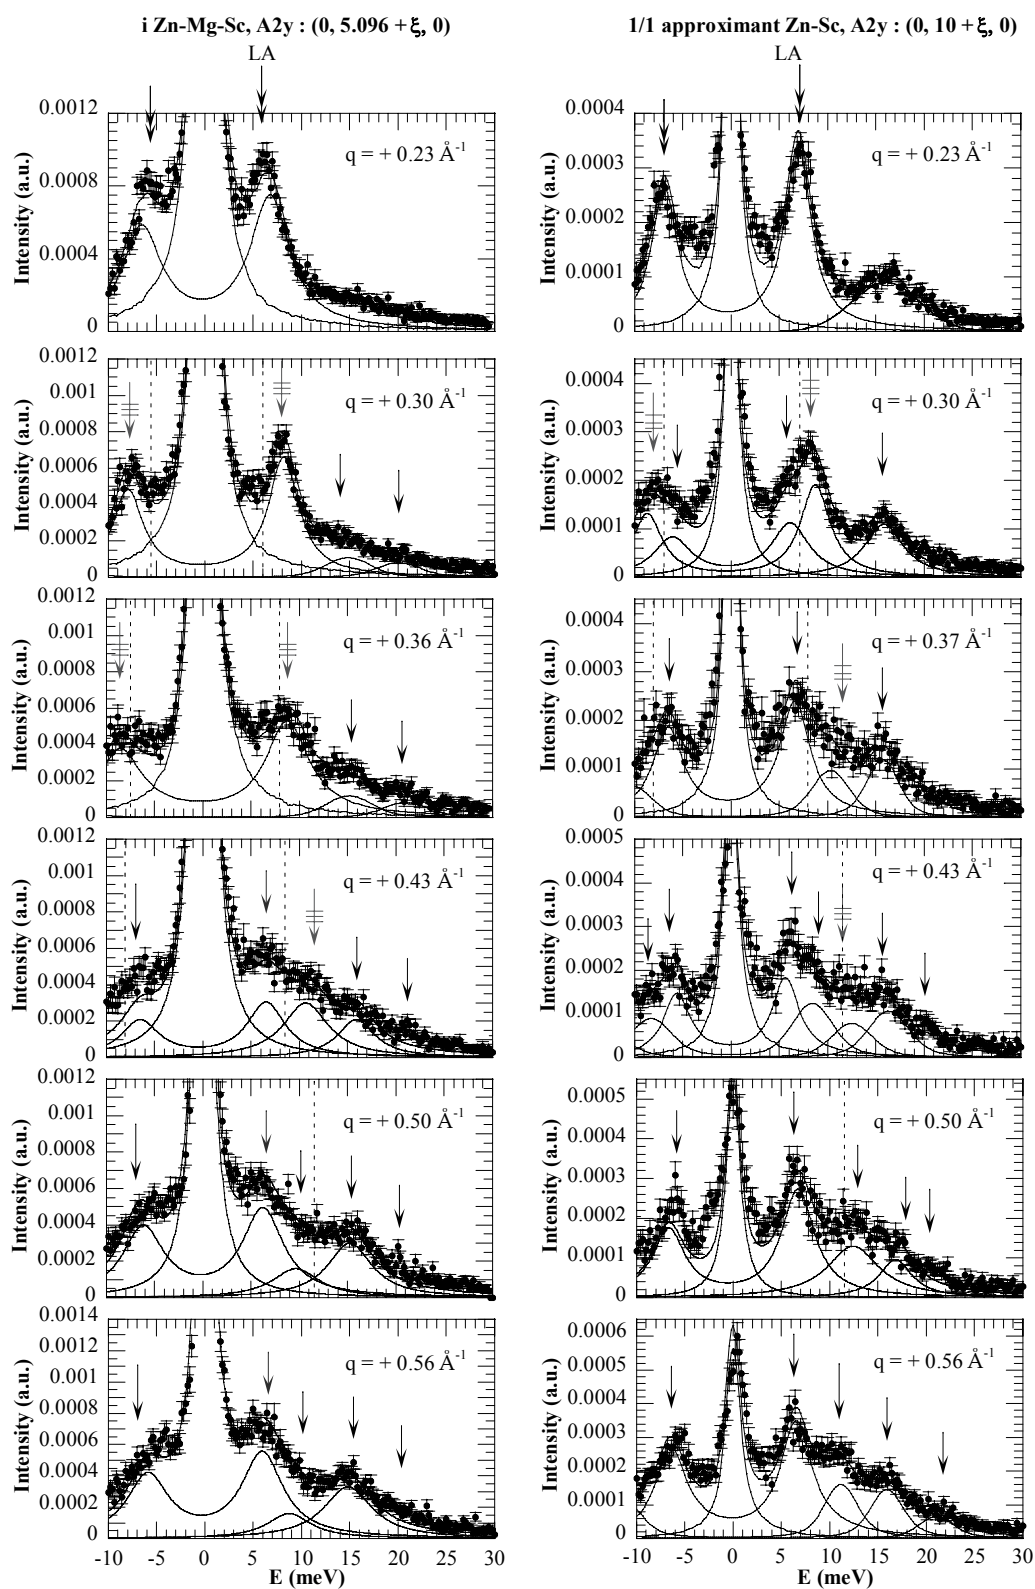 i Zn-Mg-Sc, A2y : (0, 5.096 + ξ, 0)
LA
Intensity (a.u.)
0.0012
0.0008
0.0004
0
q = + 0.23 Å-1
Intensity (a.u.)
0.0012
0.001
0.0008
0.0006
0.0004
0.0002
0
q = + 0.30 Å-1
Intensity (a.u.)
0.0012
0.001
0.0008
0.0006
0.0004
0.0002
0
q = + 0.36 Å-1
Intensity (a.u.)
0.0012
0.001
0.0008
0.0006
0.0004
0.0002
0
q = + 0.43 Å-1
Intensity (a.u.)
0.0012
0.001
0.0008
0.0006
0.0004
0.0002
0
q = + 0.50 Å-1
Intensity (a.u.)
0.0014
0.0012
0.001
0.0008
0.0006
0.0004
0.0002
0
q = + 0.56 Å-1
-10 -5 0 5 10 15 20 25 30
E (meV)
1/1 approximant Zn-Sc, A2y : (0, 10 + ξ, 0)
LA
Intensity (a.u.)
0.0004
0.0003
0.0002
0.0001
0
q = + 0.23 Å-1
Intensity (a.u.)
0.0004
0.0003
0.0002
0.0001
0
q = + 0.30 Å-1
Intensity (a.u.)
0.0004
0.0003
0.0002
0.0001
0
q = + 0.37 Å-1
Intensity (a.u.)
0.0005
0.0004
0.0003
0.0002
0.0001
0
q = + 0.43 Å-1
Intensity (a.u.)
0.0005
0.0004
0.0003
0.0002
0.0001
0
q = + 0.50 Å-1
Intensity (a.u.)
0.0006
0.0005
0.0004
0.0003
0.0002
0.0001
0
q = + 0.56 Å-1
-10 -5 0 5 10 15 20 25 30
E (meV)